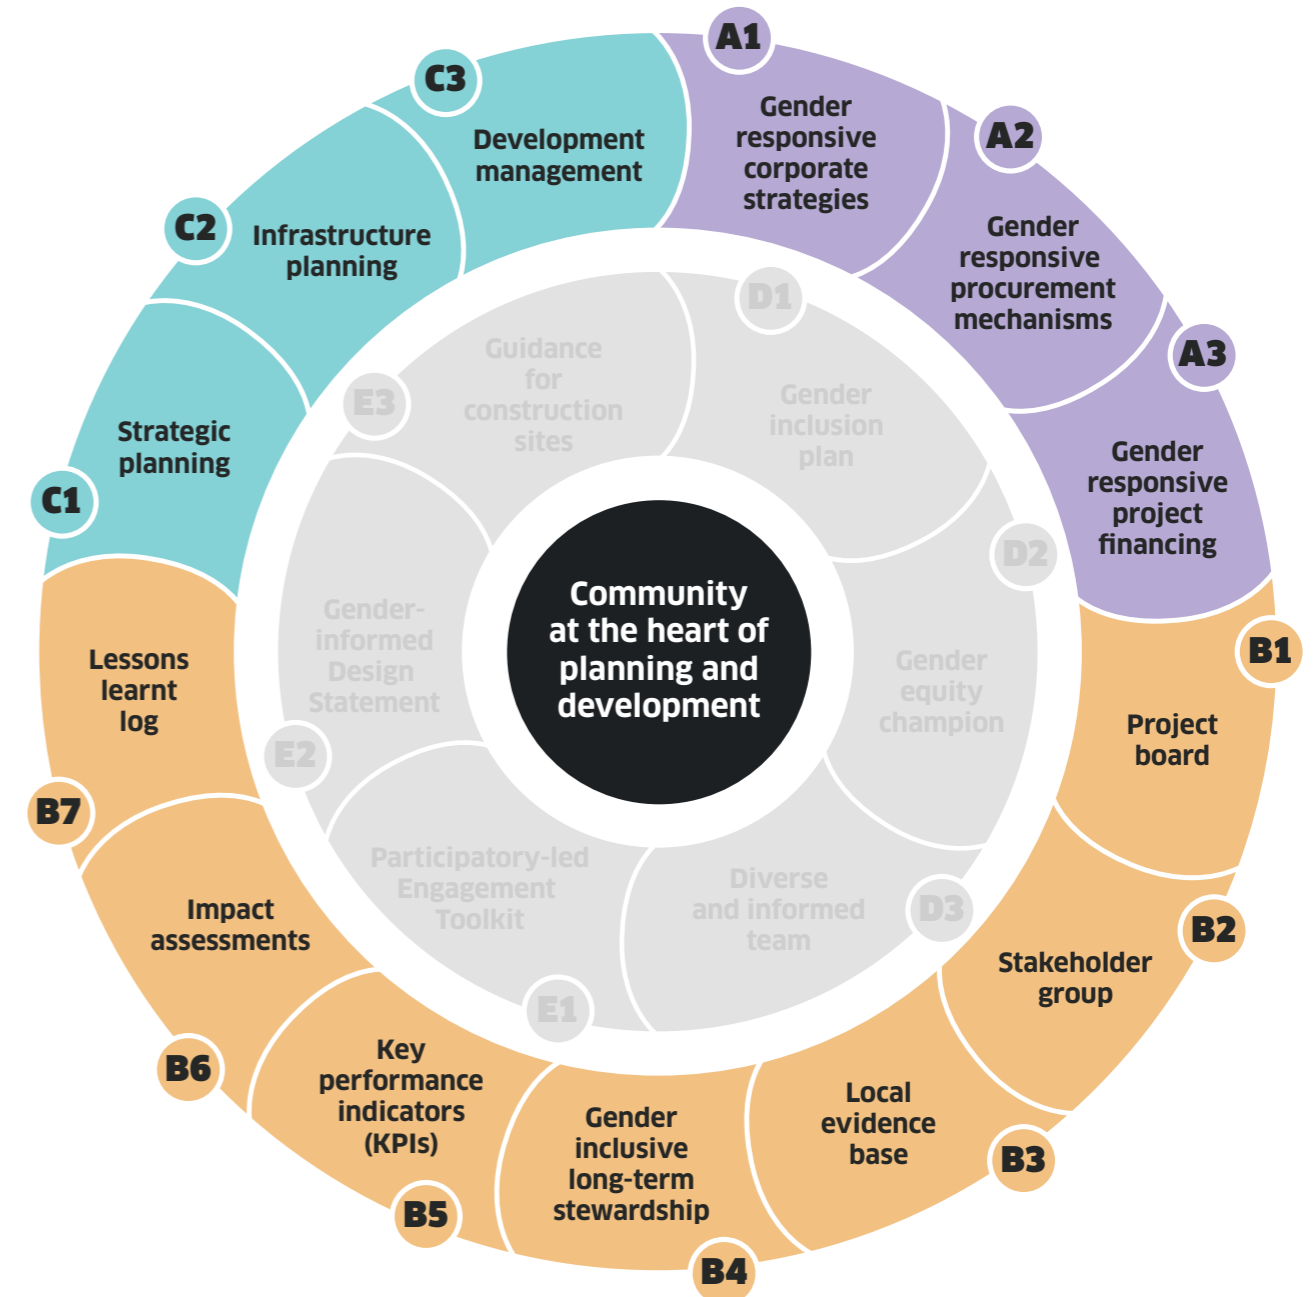 A1
Gender
responsive
corporate
strategies
A2
Gender
responsive
procurement
mechanisms
A3
Gender
responsive
project
financing
B1
Project
board
B2
Stakeholder
group
B3
Local
evidence
base
B4
Gender
inclusive
long-term
stewardship
B5
Key
performance
indicators
(KPIs)
B6
Impact
assessments
B7
Lessons
learnt
log
C1
Strategic
planning
C2
Infrastructure
planning
C3
Development
management
D1
Gender
inclusion
plan
D2
Gender
equity
champion
D3
Diverse
and informed
team
E1
Participatory-led
Engagement
Toolkit
E2
Gender-
informed
Design
Statement
E3
Guidance
for
construction
sites
Community
at the heart of
planning and
development